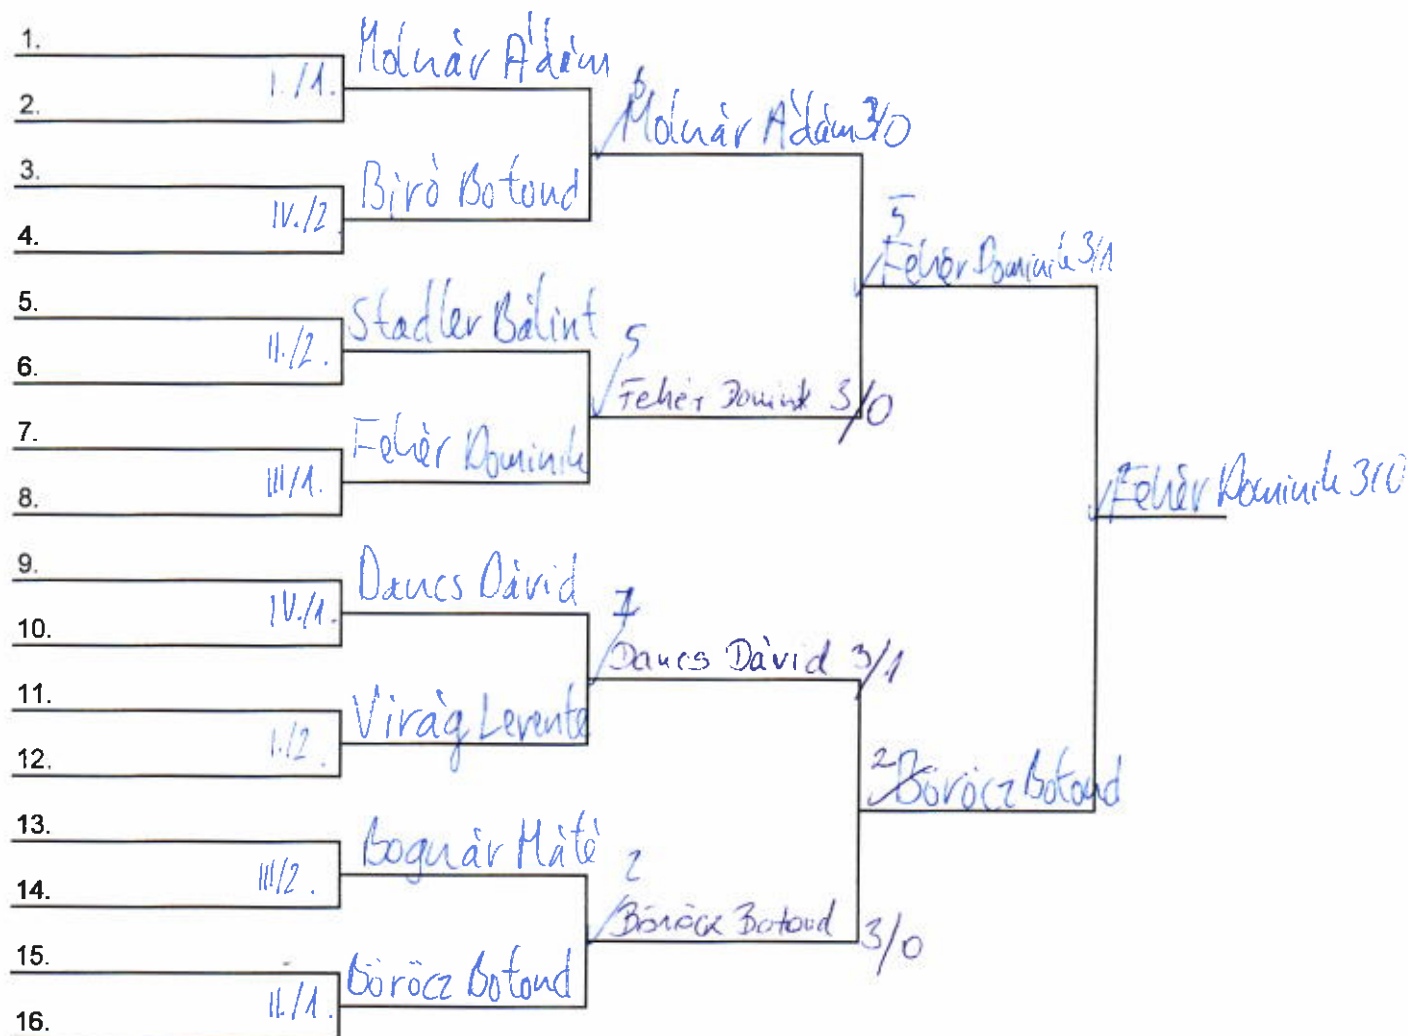 1.
Molnár Ádám
I./1.
2.
6
Molnár Ádám 3/0
3.
Biró Botond
IV./2
4.
5
Fehér Dominik 3/1
5.
Stadler Bálint
II./2.
6.
5
Fehér Dominik 3/0
7.
Fehér Dominik
III/1.
8.
Fehér Dominik 3/0
9.
Dancs Dávid
IV./1.
10.
1
Dancs Dávid 3/1
11.
Virág Levente
I./2.
12.
2
Böröcz Botond
13.
Bognár Máté
III/2.
14.
2
Böröcz Botond 3/0
15.
Böröcz Botond
II./1.
16.